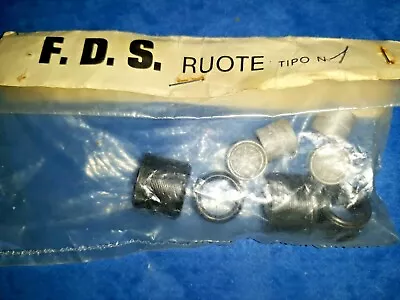 F.D.S. RUOTE TIPO N 1